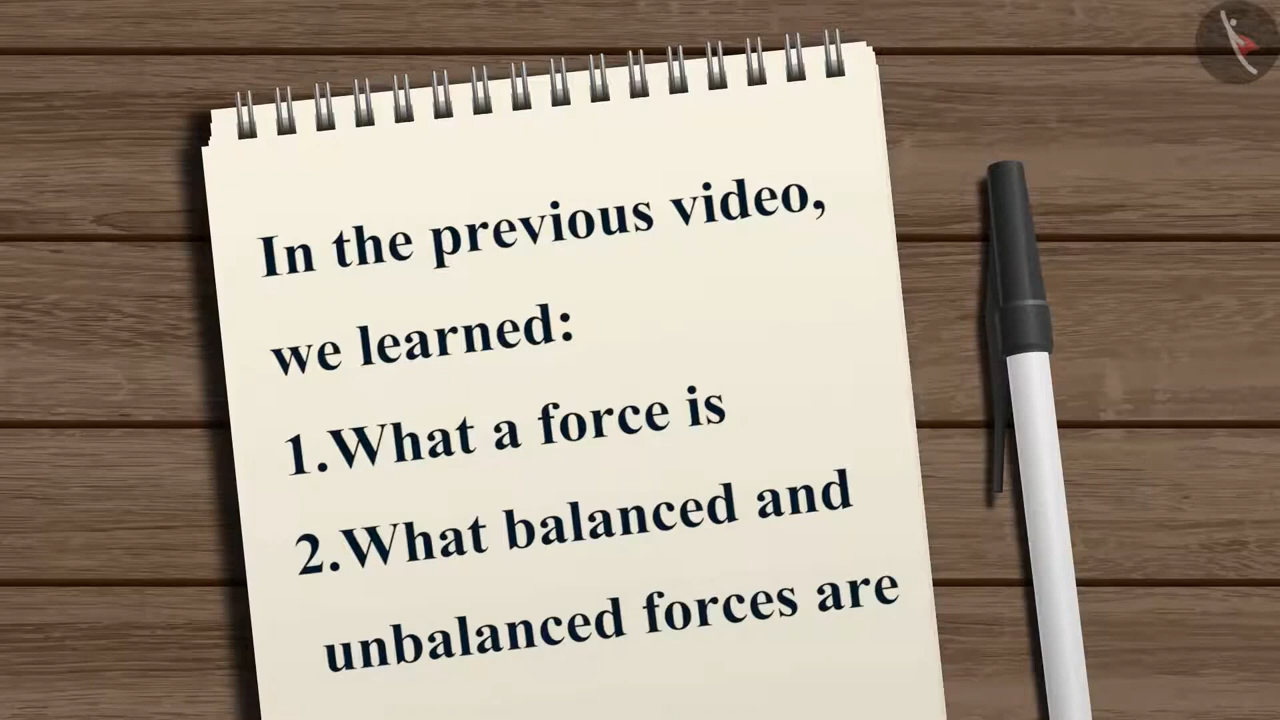 In the previous video,
we learned:
1.What a force is
2.What balanced and
unbalanced forces are